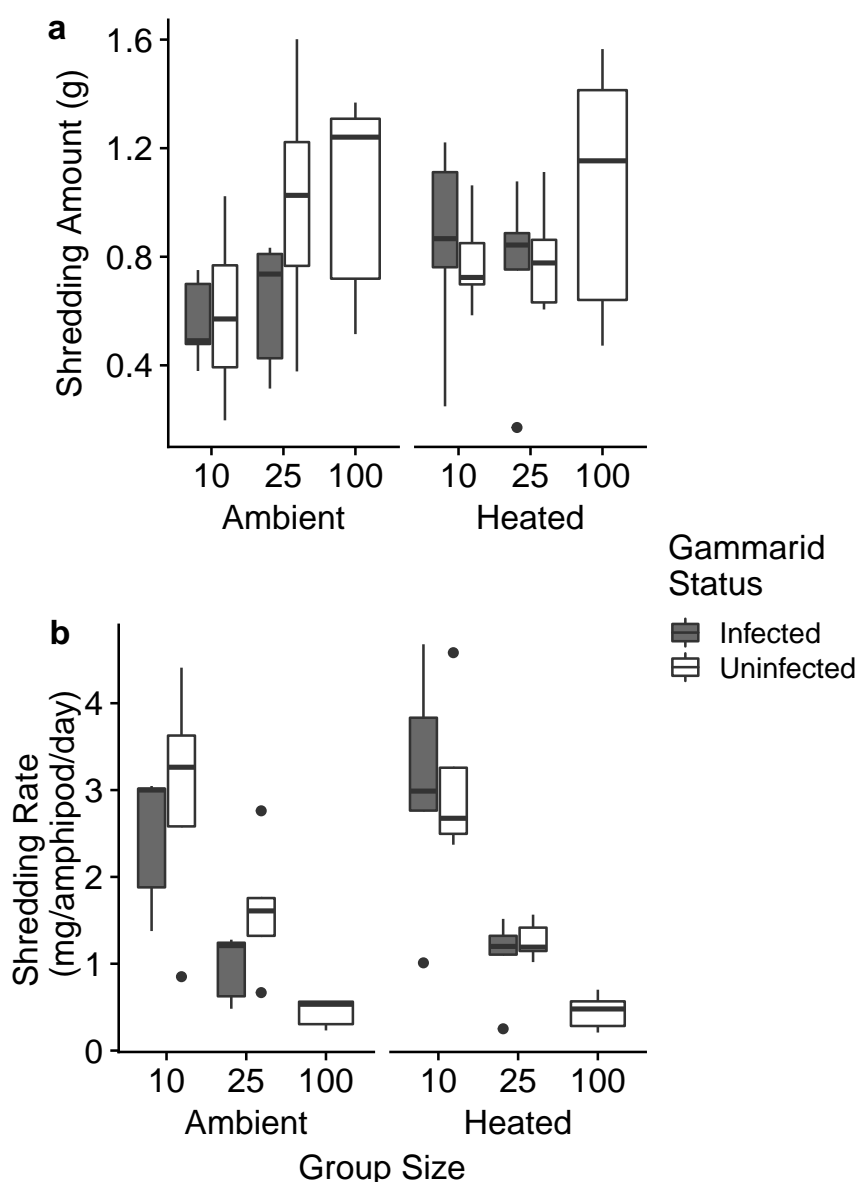 a
Shredding Amount (g)
1.6
1.2
0.8
0.4
10 25 100 10 25 100
Ambient Heated
Gammarid
Status
Infected
Uninfected
b
Shredding Rate
(mg/amphipod/day)
4
3
2
1
0
10 25 100 10 25 100
Ambient Heated
Group Size